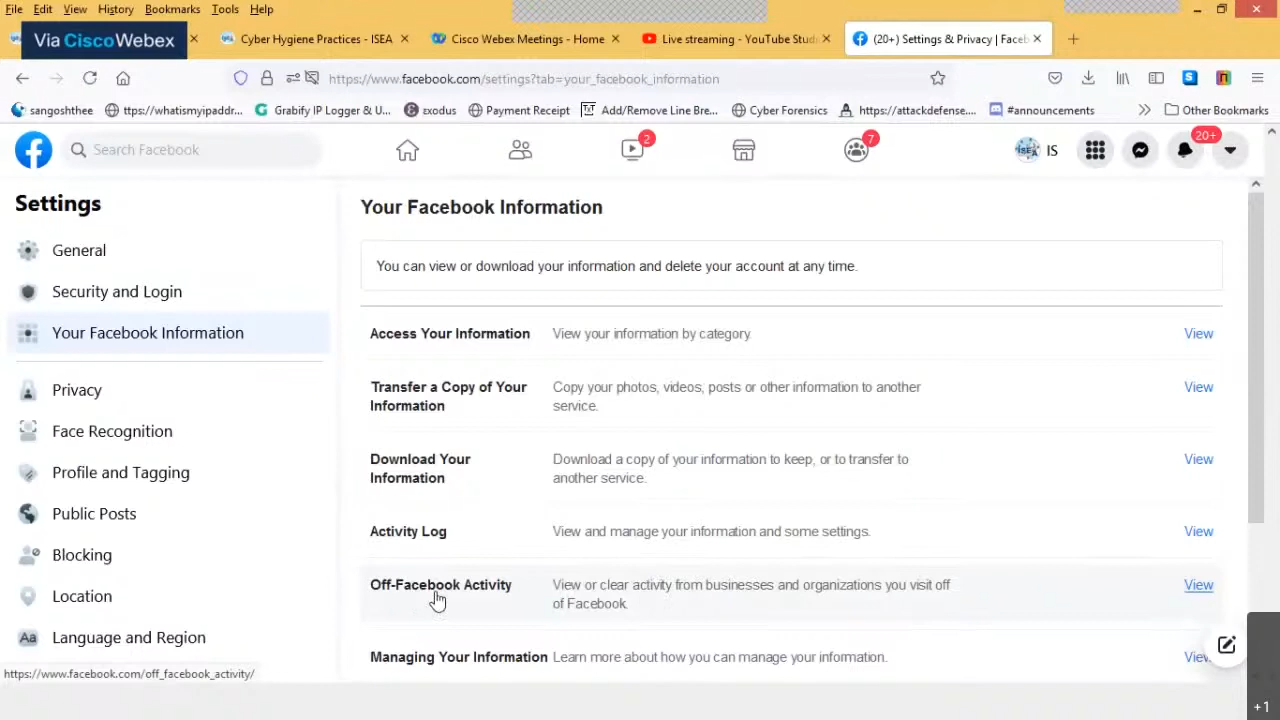 File Edit View History Bookmarks Tools Help
Via CiscoWebex
Cyber Hygiene Practices - ISEA
Cisco Webex Meetings - Home
Live streaming - YouTube Stud
(20+) Settings & Privacy | Faceb
https://www.facebook.com/settings?tab=your_facebook_information
sangoshthee ttps://whatismyipaddr... Grabify IP Logger & U... exodus Payment Receipt Add/Remove Line Bre... Cyber Forensics https://attackdefense.... #announcements Other Bookmarks
Search Facebook
2
7
ISEA
IS
20+
Settings
General
Security and Login
Your Facebook Information
Privacy
Face Recognition
Profile and Tagging
Public Posts
Blocking
Location
Aa Language and Region
Your Facebook Information
You can view or download your information and delete your account at any time.
Access Your Information View your information by category. View
Transfer a Copy of Your Copy your photos, videos, posts or other information to another View
Information service.
Download Your Download a copy of your information to keep, or to transfer to View
Information another service.
Activity Log View and manage your information and some settings. View
Off-Facebook Activity View or clear activity from businesses and organizations you visit off View
of Facebook.
Managing Your Information Learn more about how you can manage your information. View
https://www.facebook.com/off_facebook_activity/
+1